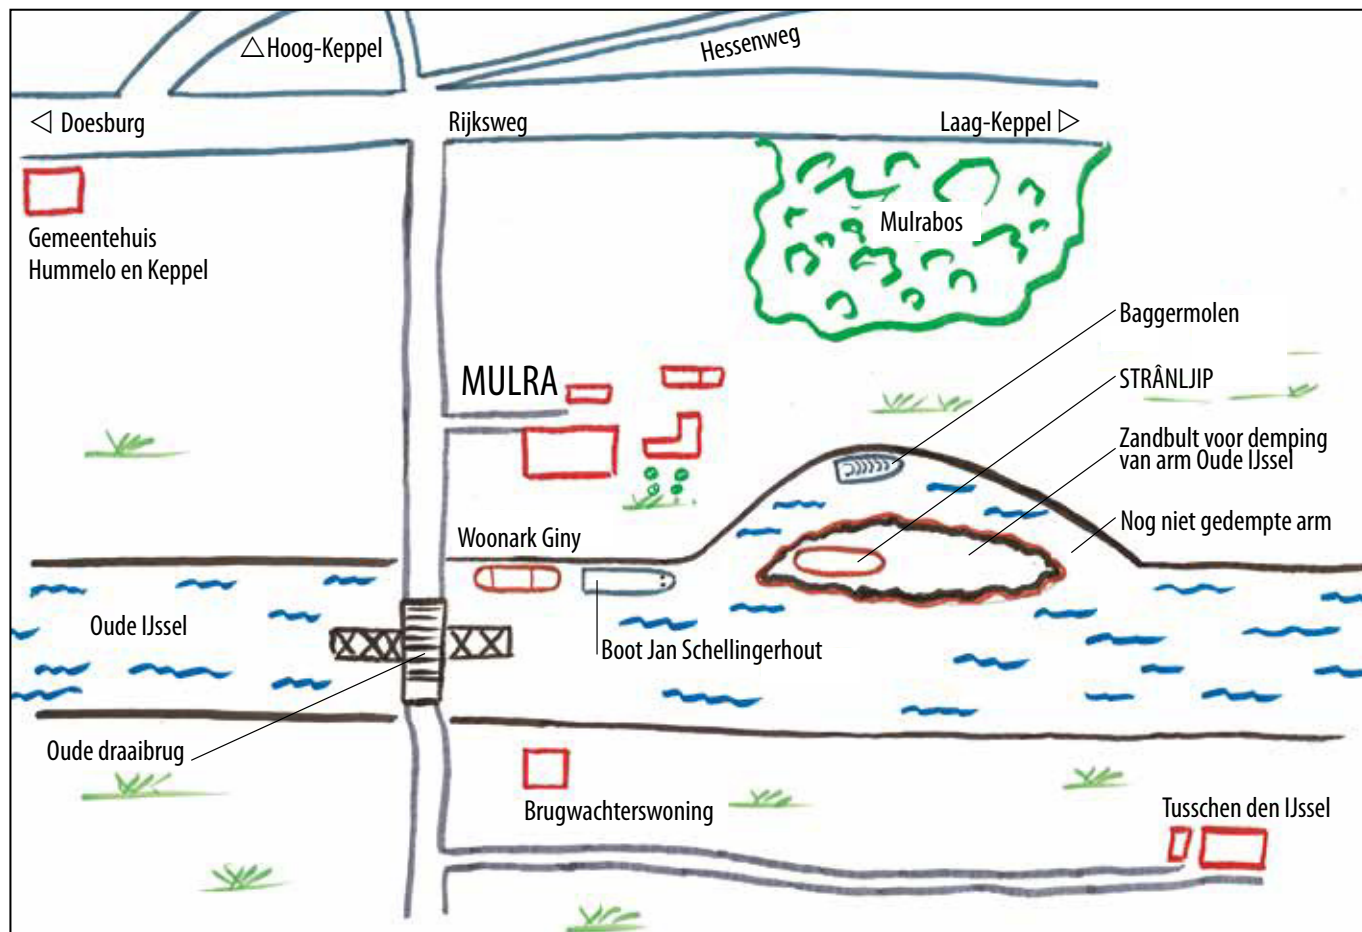 △ Hoog-Keppel
Hessenweg
◁ Doesburg
Rijksweg
Laag-Keppel ▷
Gemeentehuis
Hummelo en Keppel
Mulrabos
Baggermolen
MULRA
STRÂNLJIP
Zandbult voor demping
van arm Oude IJssel
Nog niet gedempte arm
Woonark Giny
Oude IJssel
Boot Jan Schellingerhout
Oude draaibrug
Brugwachterswoning
Tusschen den IJssel